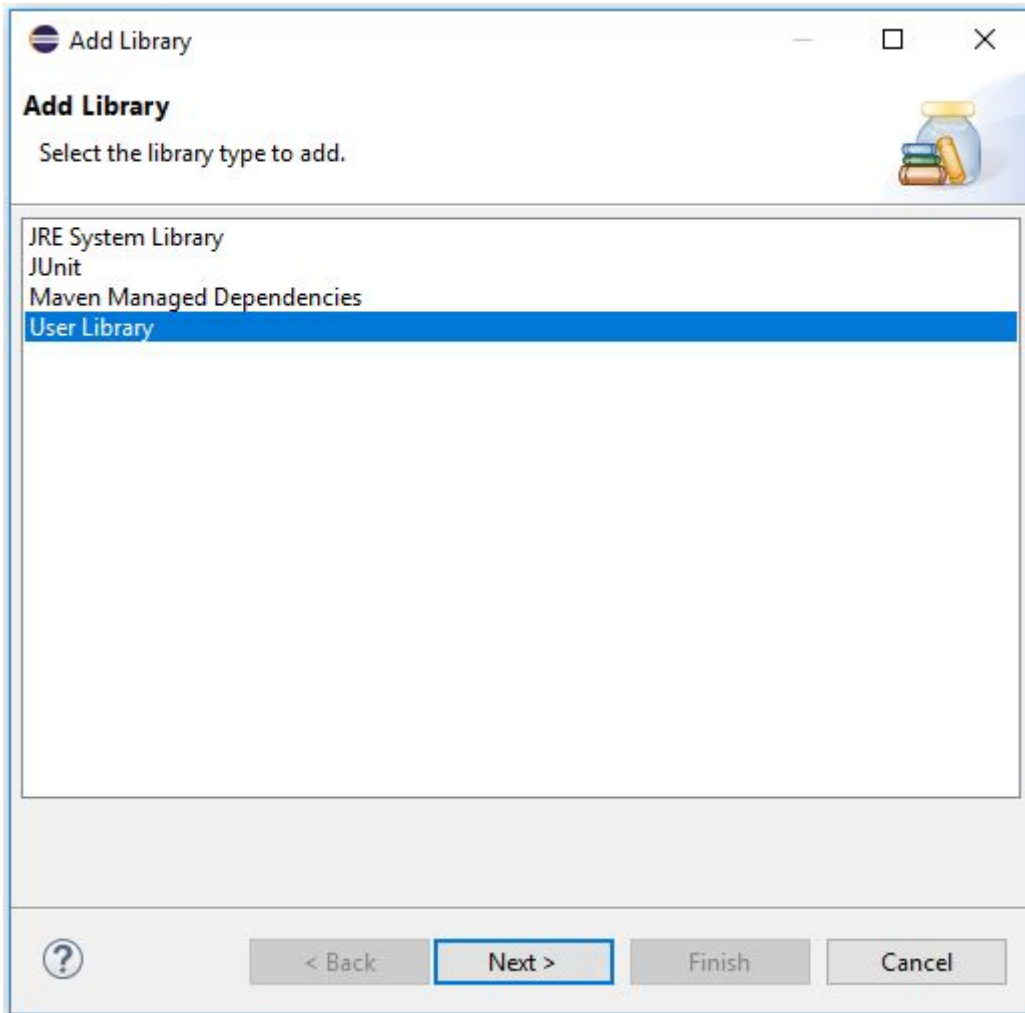 Add Library
Add Library
Select the library type to add.
JRE System Library
JUnit
Maven Managed Dependencies
User Library
?
< Back Next > Finish Cancel